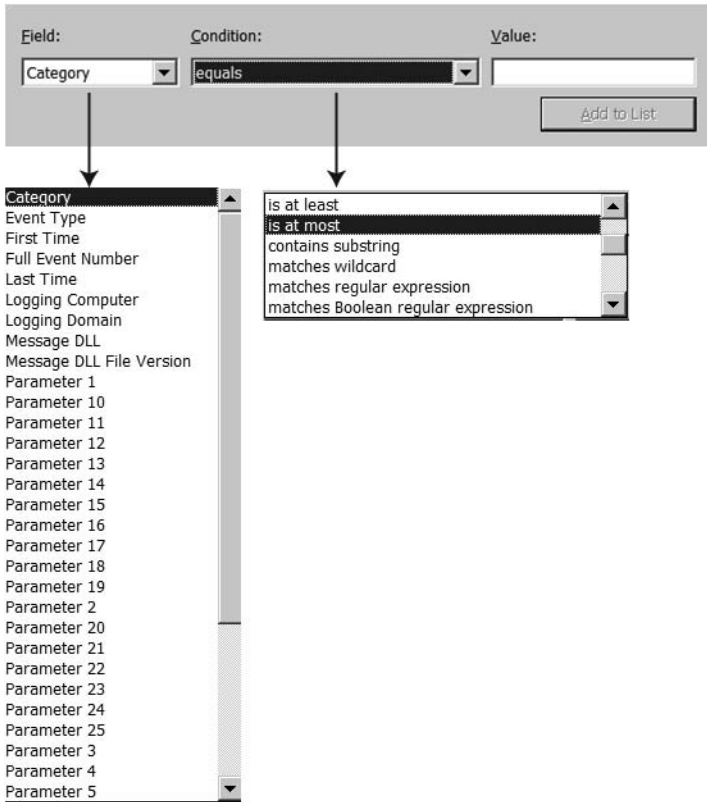 Field: Condition: Value:
Category equals
Add to List
Category
Event Type
First Time
Full Event Number
Last Time
Logging Computer
Logging Domain
Message DLL
Message DLL File Version
Parameter 1
Parameter 10
Parameter 11
Parameter 12
Parameter 13
Parameter 14
Parameter 15
Parameter 16
Parameter 17
Parameter 18
Parameter 19
Parameter 2
Parameter 20
Parameter 21
Parameter 22
Parameter 23
Parameter 24
Parameter 25
Parameter 3
Parameter 4
Parameter 5
is at least
is at most
contains substring
matches wildcard
matches regular expression
matches Boolean regular expression